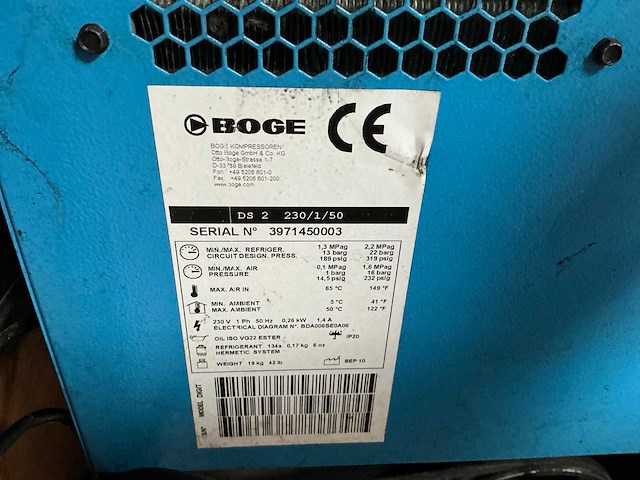 BOGE CE
BOGE KOMPRESSOREN
Otto Boge GmbH & Co. KG
Otto-Boge-Strasse 1-7
D-33739 Bielefeld
Fon: +49 5206 601-0
Fax: +49 5206 601-200
www.boge.com
DS 2 230/1/50
SERIAL N° 3971450003
MIN./MAX. REFRIGER. 1,3 MPag 2,2 MPag
CIRCUIT DESIGN. PRESS. 13 barg 22 barg
189 psig 319 psig
MIN./MAX. AIR 0,1 MPag 1,6 MPag
PRESSURE 1 barg 16 barg
14,5 psig 232 psig
MAX. AIR IN 65 °C 149 °F
MIN. AMBIENT 5 °C 41 °F
MAX. AMBIENT 50 °C 122 °F
230 V 1 Ph 50 Hz 0,26 kW 1,4 A
ELECTRICAL DIAGRAM N°. BDA006SE0A06
OIL ISO VG22 ESTER IP20
REFRIGERANT 134a 0,17 kg 6 oz
HERMETIC SYSTEM
WEIGHT 19 kg 42 lb SEP 10
MODEL DIGIT
S/N°